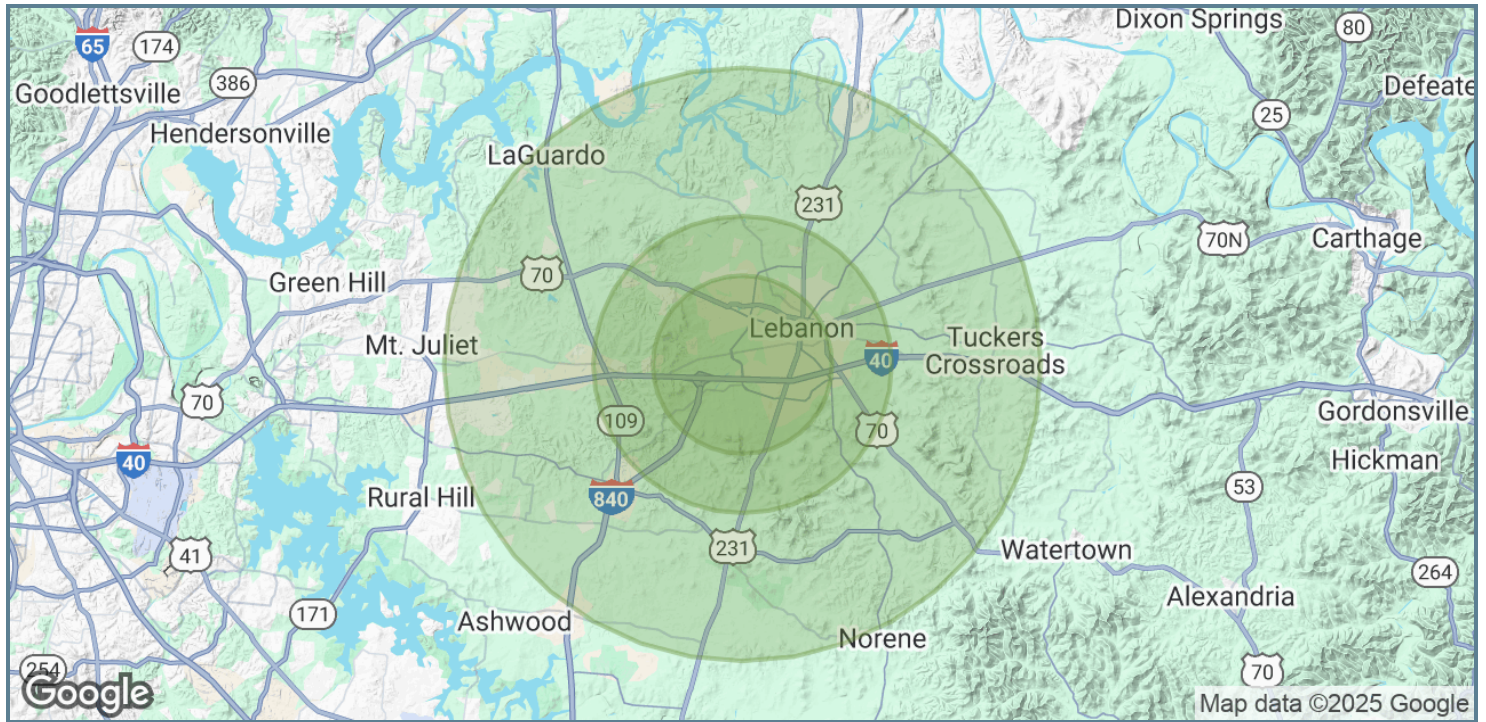 Dixon Springs
65
174
80
386
Goodlettsville
Defeate
25
Hendersonville
LaGuardo
231
70N
Carthage
70
Green Hill
Lebanon
Tuckers
Crossroads
Mt. Juliet
40
70
109
70
Gordonsville
40
Hickman
Rural Hill
840
53
41
231
Watertown
264
171
Alexandria
Ashwood
Norene
254
70
Google
Map data ©2025 Google